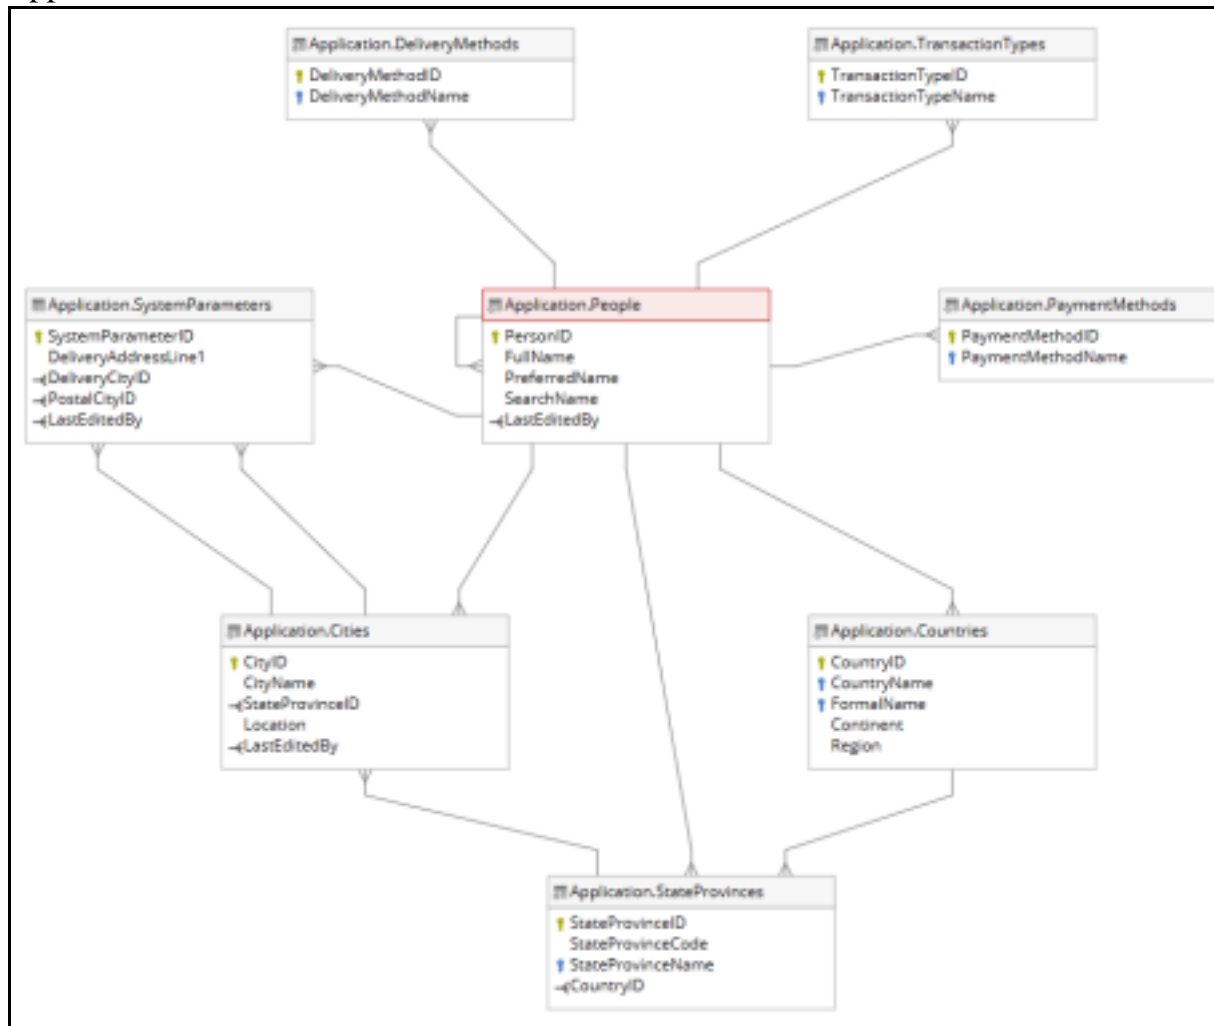 Application.DeliveryMethods
DeliveryMethodID
DeliveryMethodName
Application.TransactionTypes
TransactionTypeID
TransactionTypeName
Application.SystemParameters
SystemParameterID
DeliveryAddressLine1
DeliveryCityID
PostalCityID
LastEditedBy
Application.People
PersonID
FullName
PreferredName
SearchName
LastEditedBy
Application.PaymentMethods
PaymentMethodID
PaymentMethodName
Application.Cities
CityID
CityName
StateProvinceID
Location
LastEditedBy
Application.Countries
CountryID
CountryName
FormalName
Continent
Region
Application.StateProvinces
StateProvinceID
StateProvinceCode
StateProvinceName
CountryID